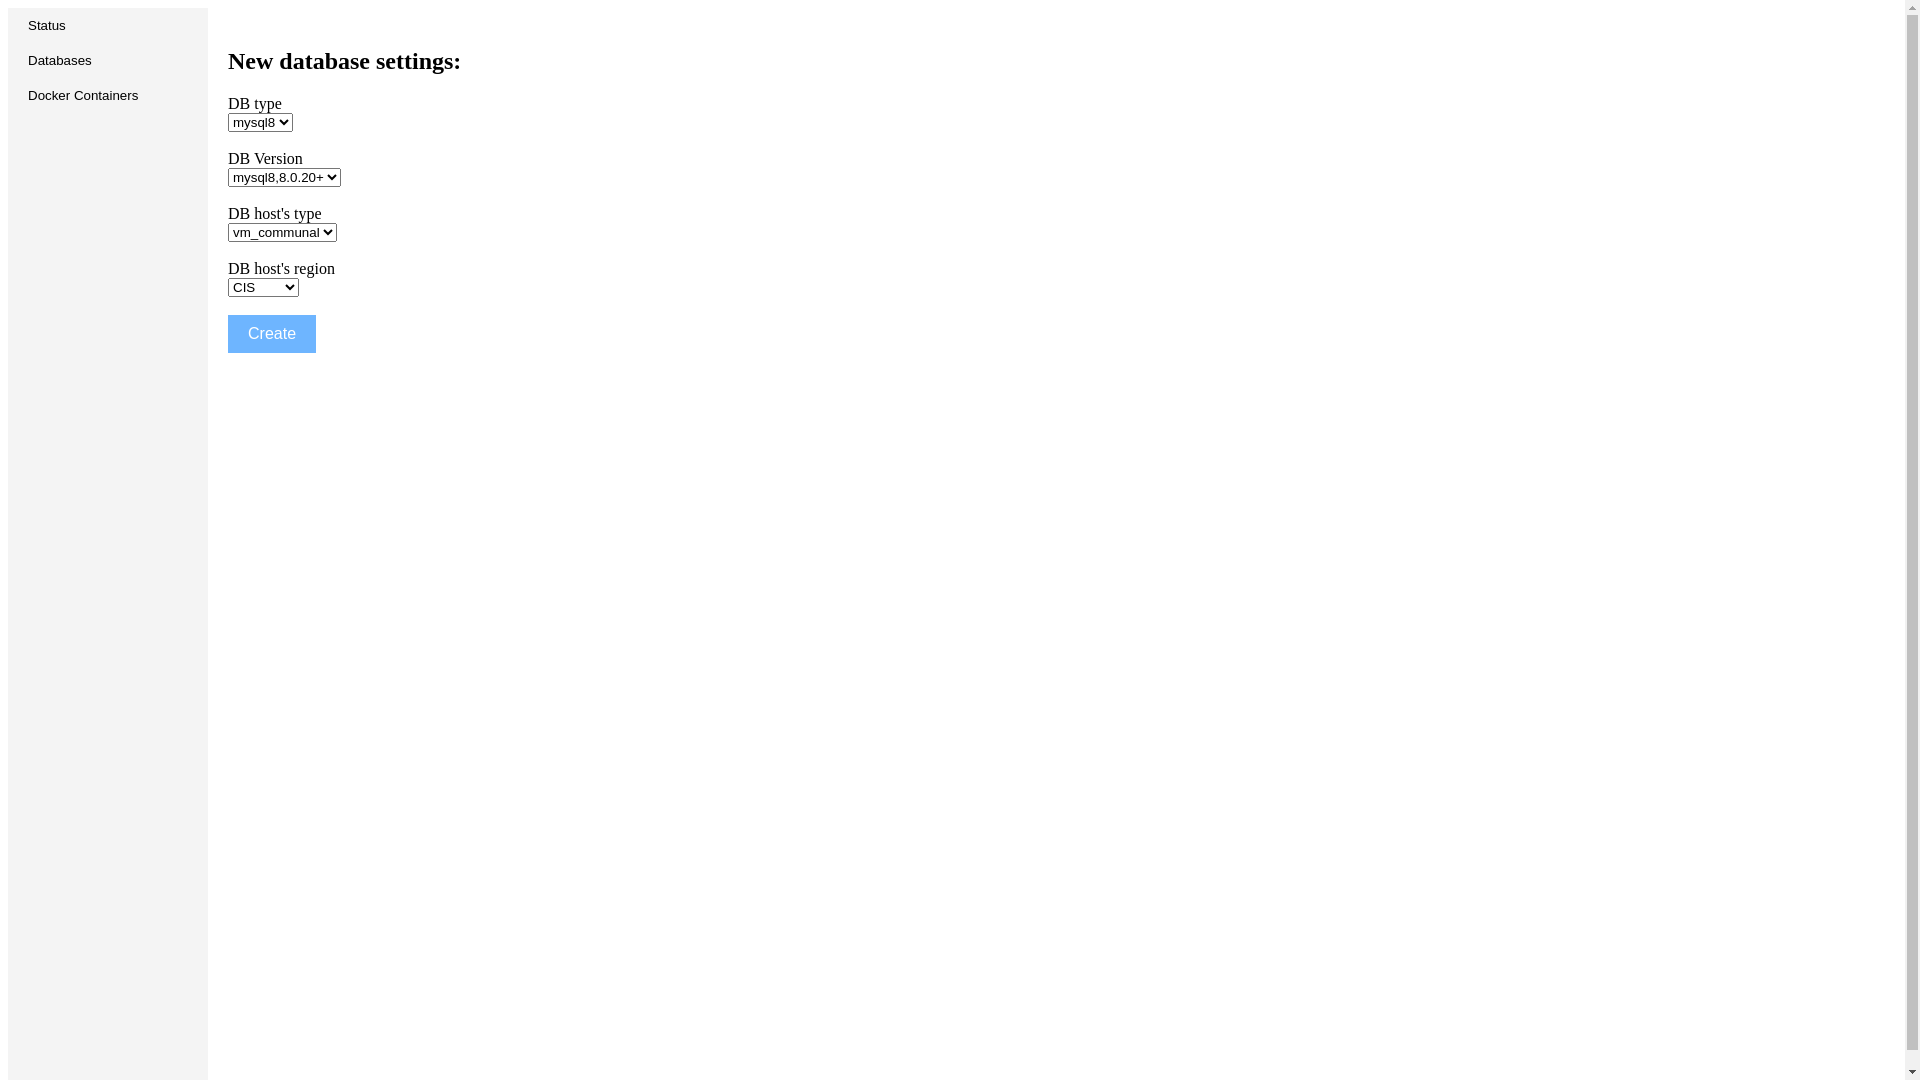 Status
Databases
Docker Containers
New database settings:
DB type
mysql8
DB Version
mysql8,8.0.20+
DB host's type
vm_communal
DB host's region
CIS
Create